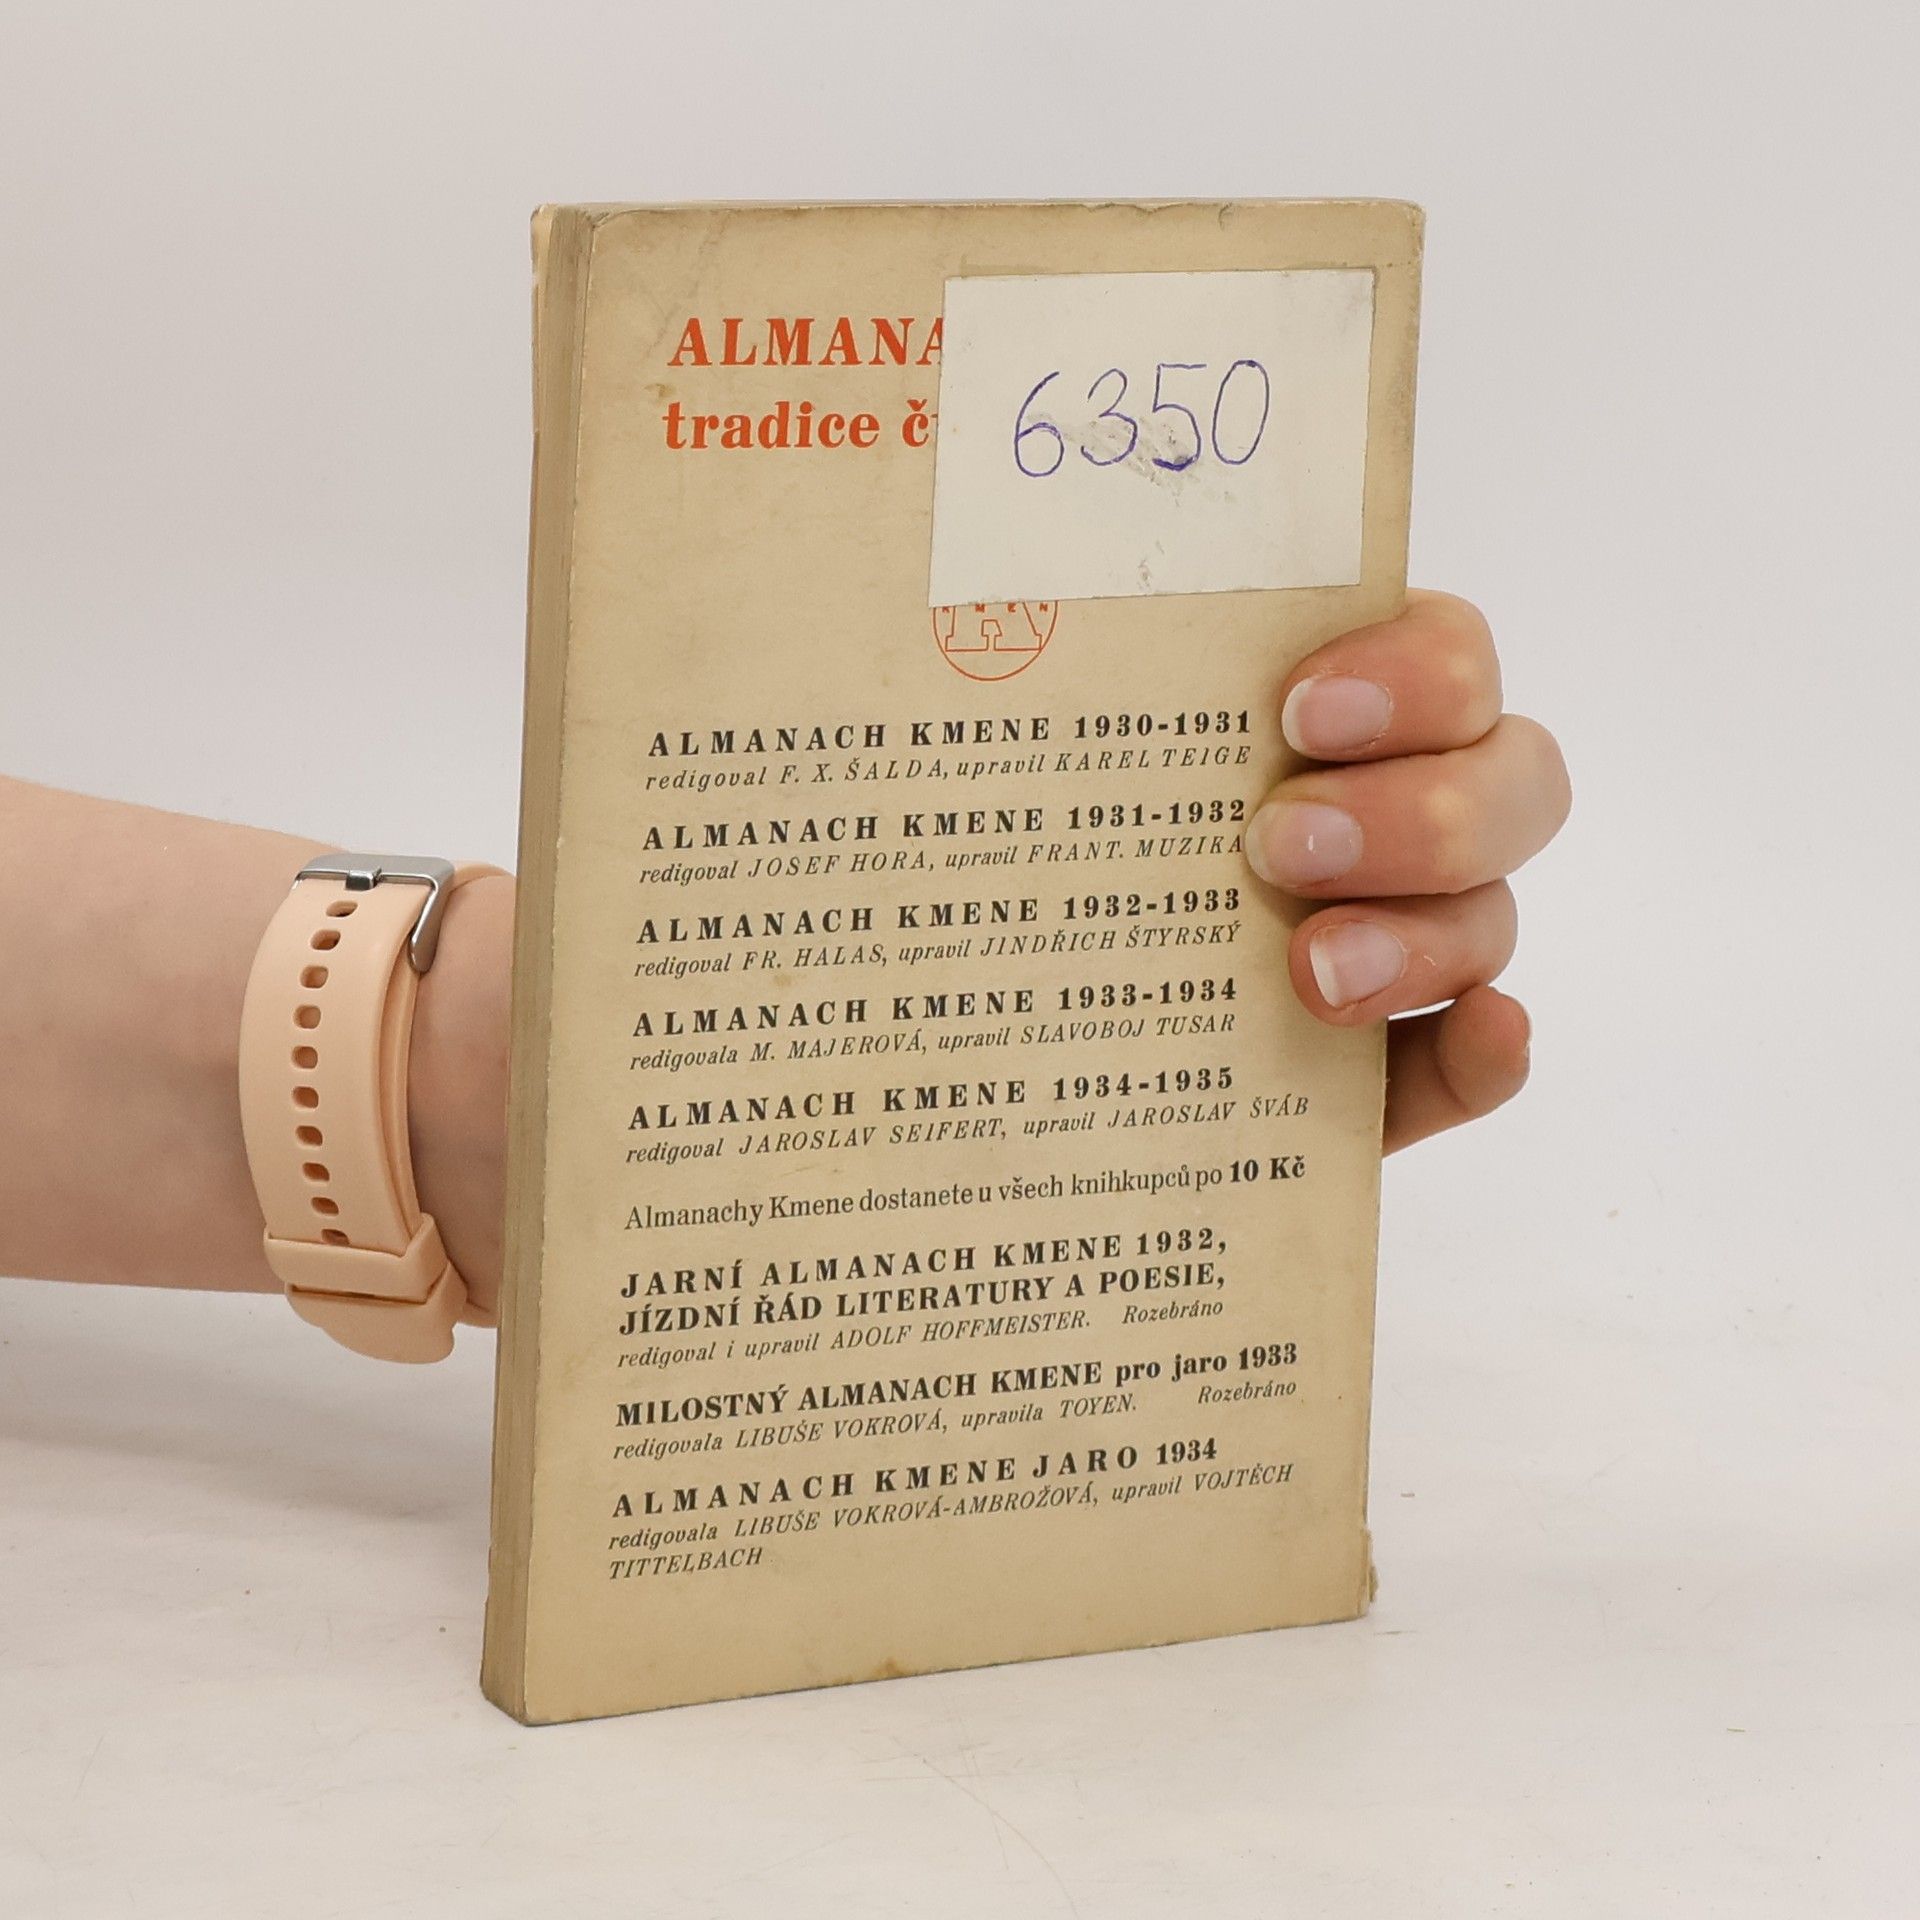 ALMANA
tradice č
6350
KMEN
ALMANACH KMENE 1930-1931
redigoval F. X. ŠALDA, upravil KAREL TEIGE
ALMANACH KMENE 1931-1932
redigoval JOSEF HORA, upravil FRANT. MUZIKA
ALMANACH KMENE 1932-1933
redigoval FR. HALAS, upravil JINDŘICH ŠTYRSKÝ
ALMANACH KMENE 1933-1934
redigovala M. MAJEROVÁ, upravil SLAVOBOJ TUSAR
ALMANACH KMENE 1934-1935
redigoval JAROSLAV SEIFERT, upravil JAROSLAV ŠVÁB
Almanachy Kmene dostanete u všech knihkupců po 10 Kč
JARNÍ ALMANACH KMENE 1932,
JÍZDNÍ ŘÁD LITERATURY A POESIE,
redigoval i upravil ADOLF HOFFMEISTER. Rozebráno
MILOSTNÝ ALMANACH KMENE pro jaro 1933
redigovala LIBUŠE VOKROVÁ, upravila TOYEN. Rozebráno
ALMANACH KMENE JARO 1934
redigovala LIBUŠE VOKROVÁ-AMBROŽOVÁ, upravil VOJTĚCH
TITTELBACH